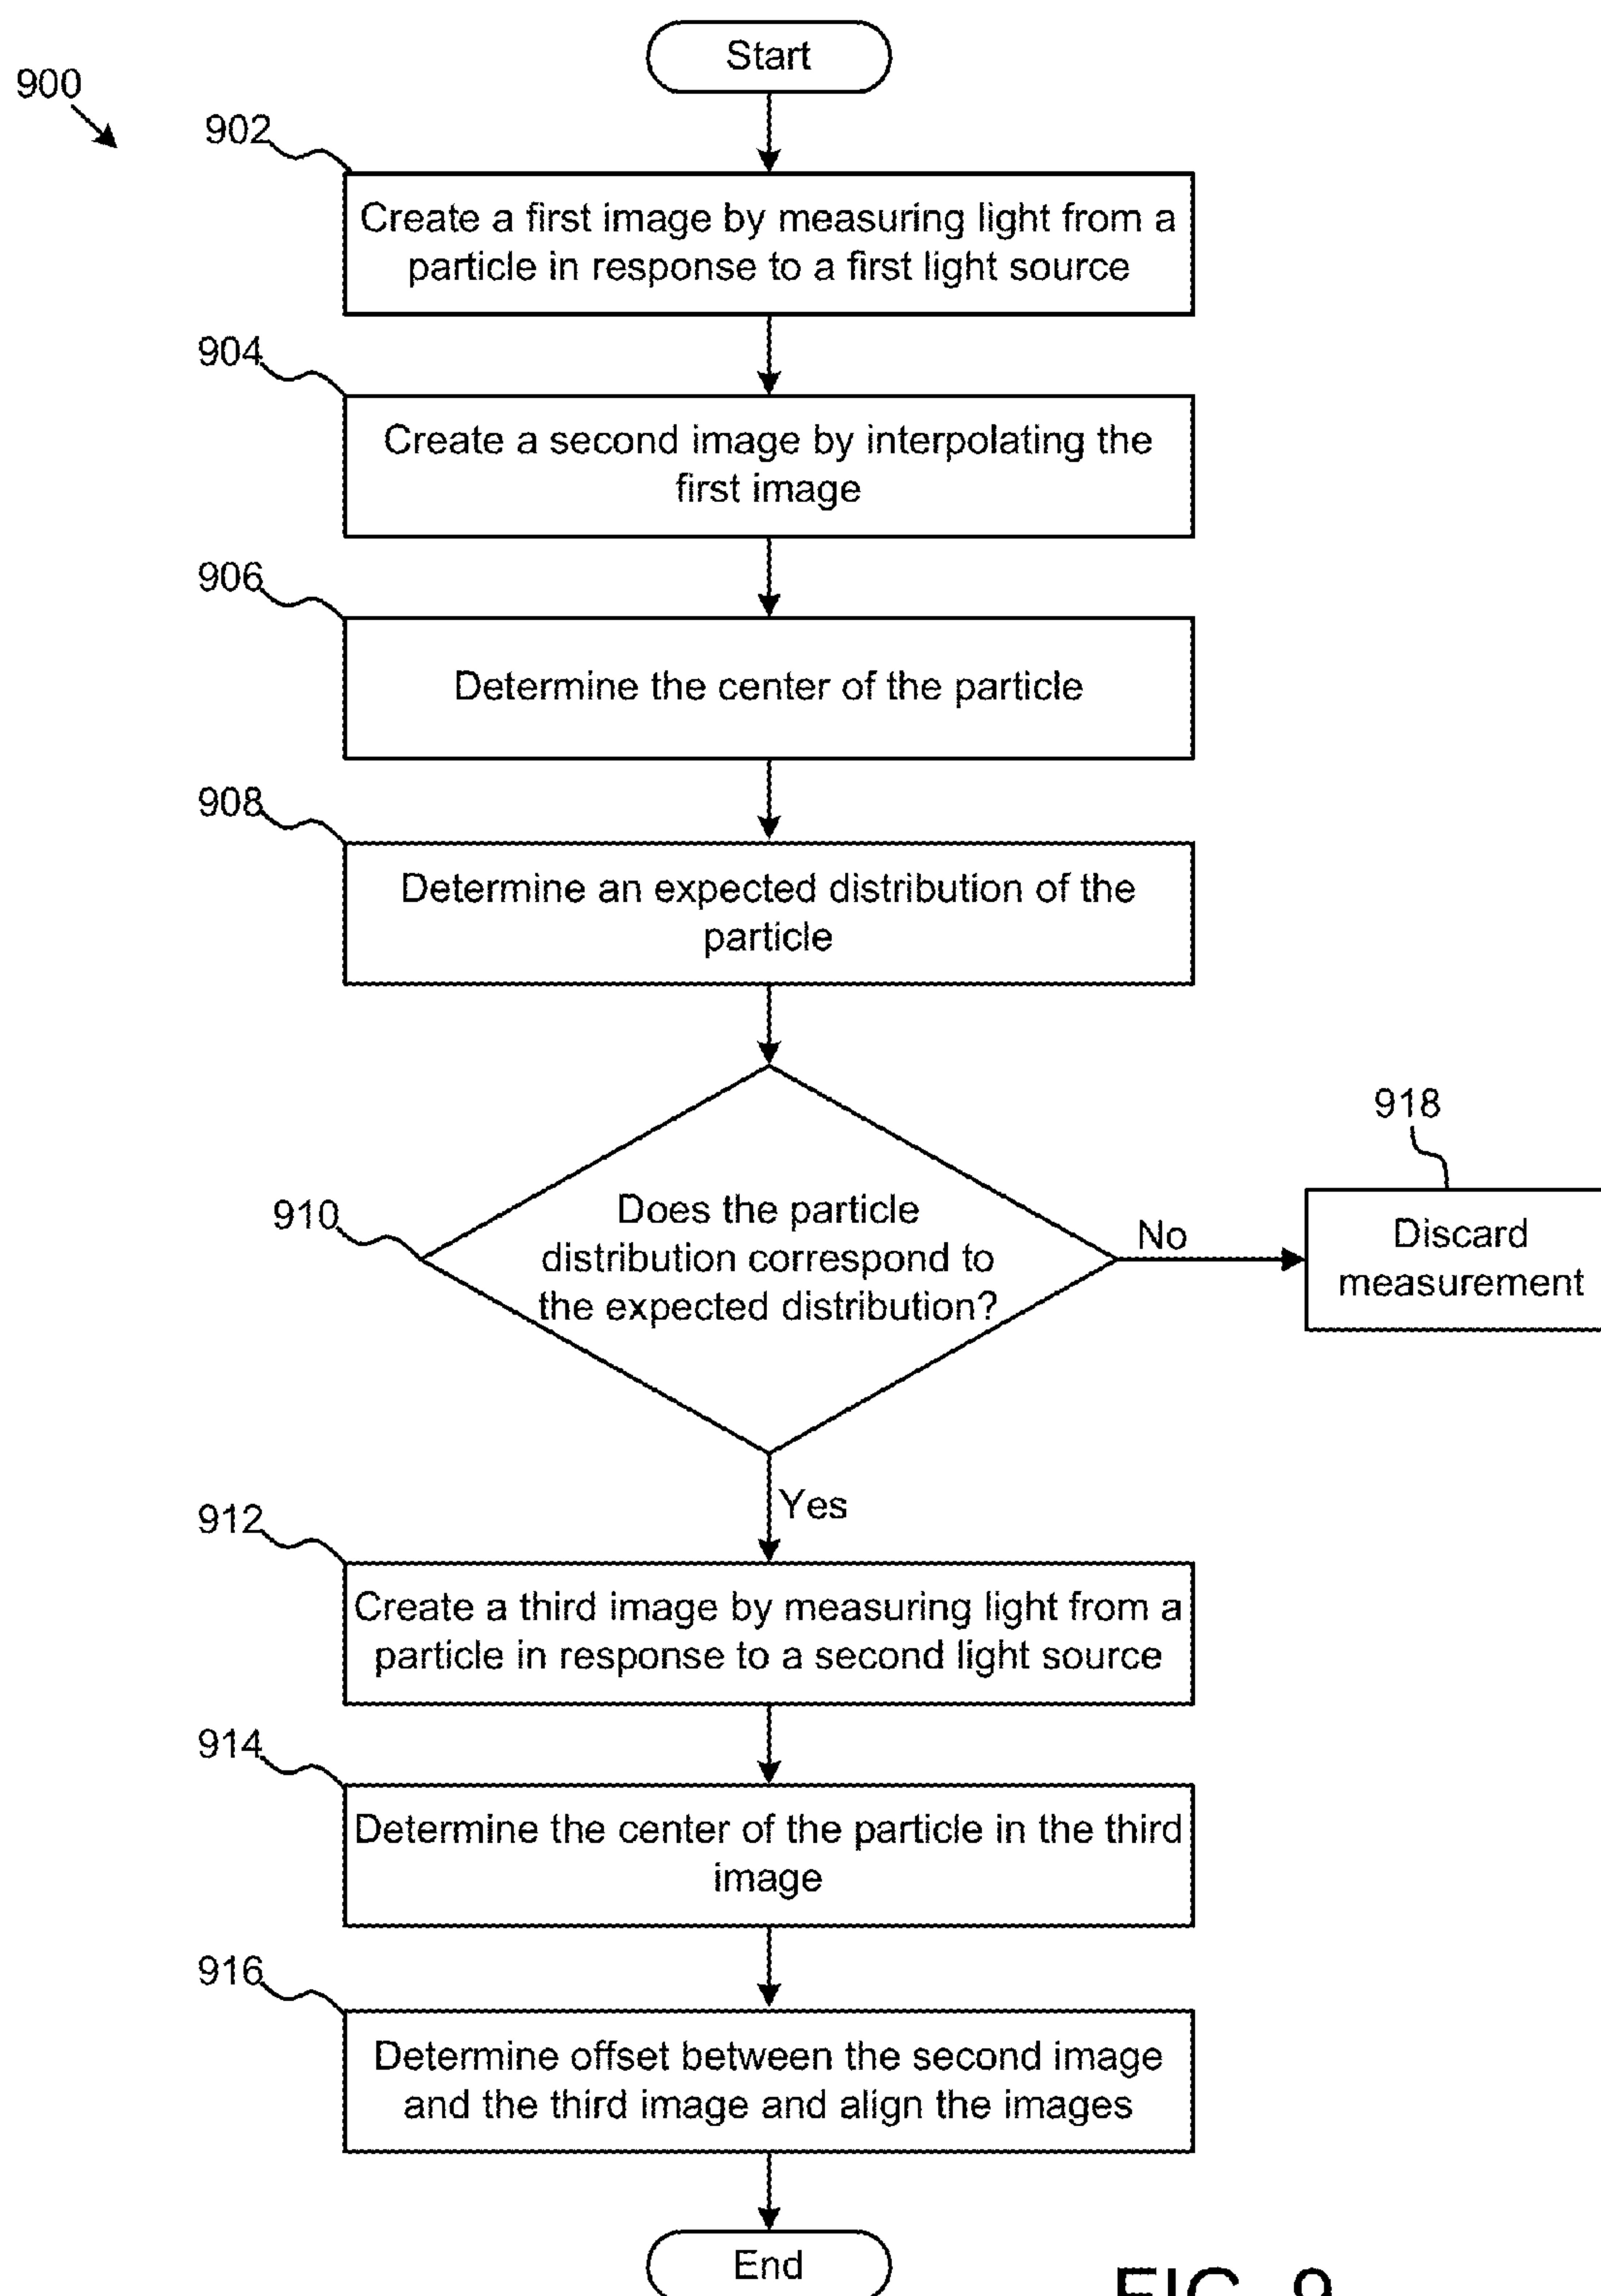 Start
900
902
Create a first image by measuring light from a
particle in response to a first light source
904
Create a second image by interpolating the
first image
906
Determine the center of the particle
908
Determine an expected distribution of the
particle
918
910
Does the particle
distribution correspond to
the expected distribution?
No
Discard
measurement
Yes
912
Create a third image by measuring light from a
particle in response to a second light source
914
Determine the center of the particle in the third
image
916
Determine offset between the second image
and the third image and align the images
End
FIG. 9